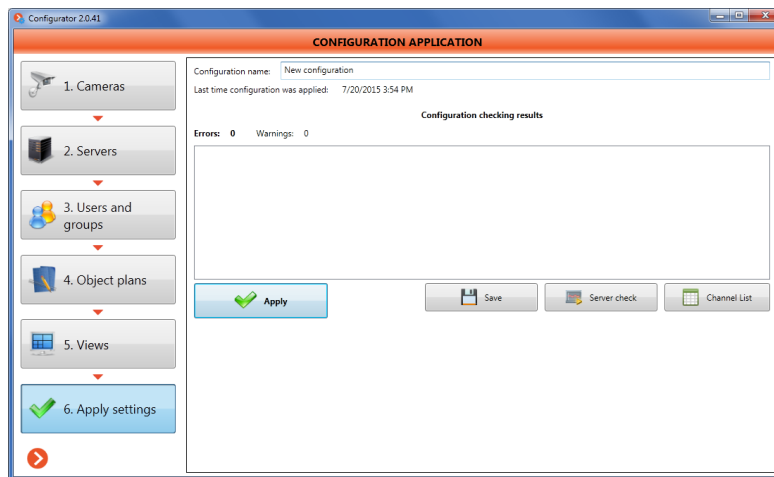 Configurator 2.0.41
CONFIGURATION APPLICATION
1. Cameras
2. Servers
3. Users and
groups
4. Object plans
5. Views
6. Apply settings
Configuration name: New configuration
Last time configuration was applied: 7/20/2015 3:54 PM
Configuration checking results
Errors: 0 Warnings: 0
Apply
Save
Server check
Channel List